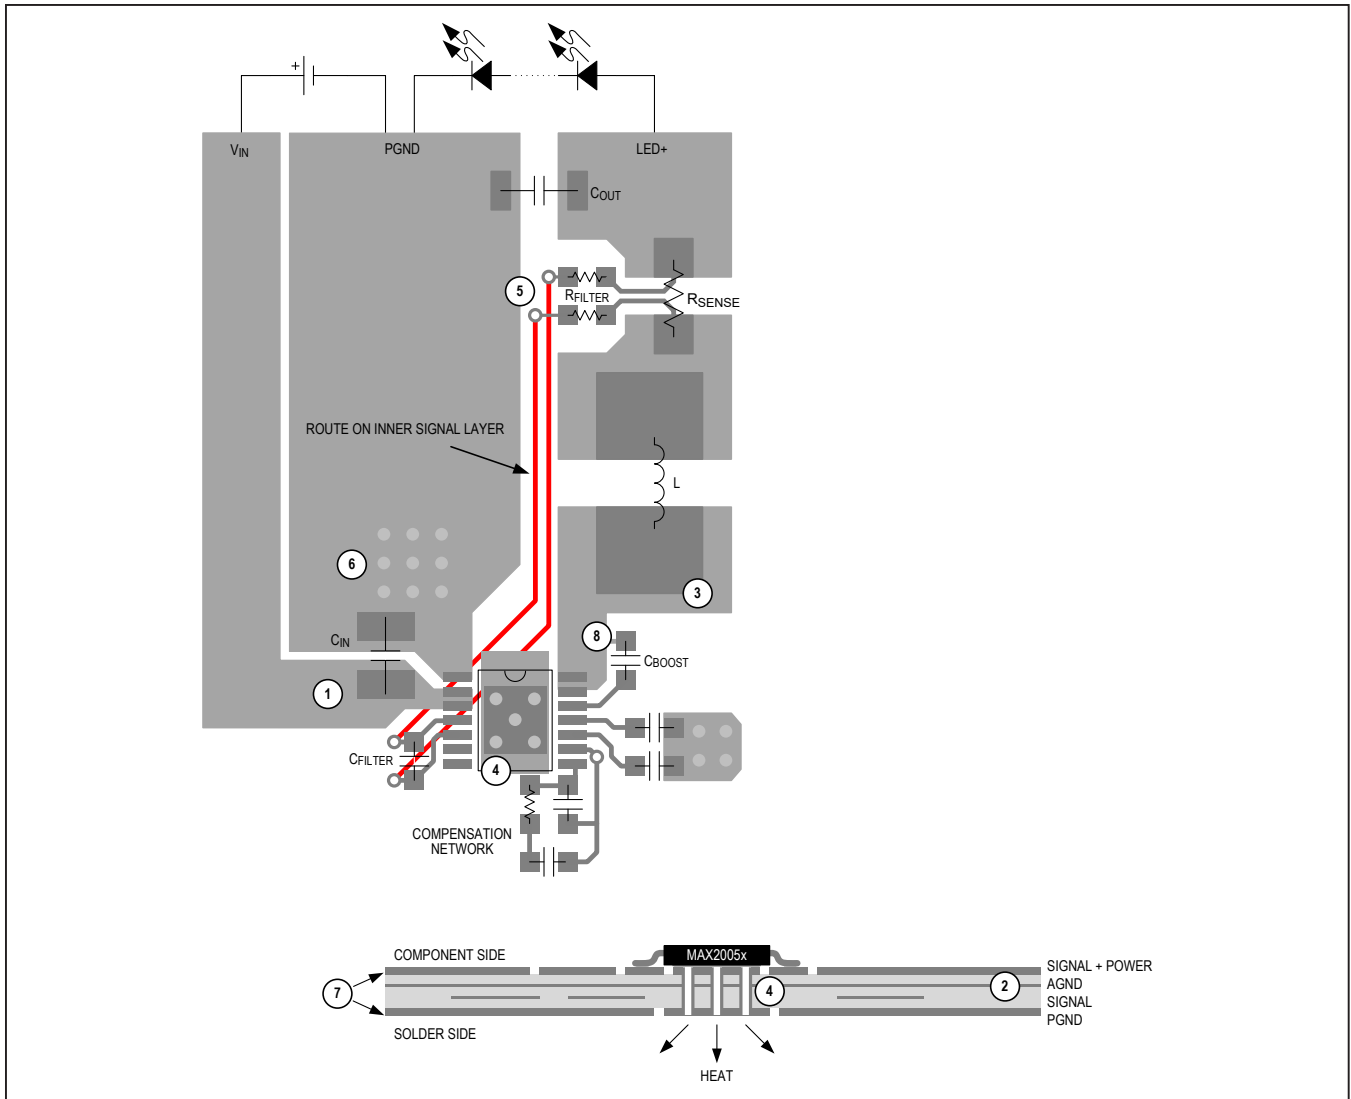 +
VIN
PGND
LED+
COUT
5
RFILTER
RSENSE
ROUTE ON INNER SIGNAL LAYER
L
6
3
CIN
8
CBOOST
1
CFILTER
4
COMPENSATION
NETWORK
COMPONENT SIDE
MAX2005x
SIGNAL + POWER
7
4
2
AGND
SIGNAL
PGND
SOLDER SIDE
HEAT